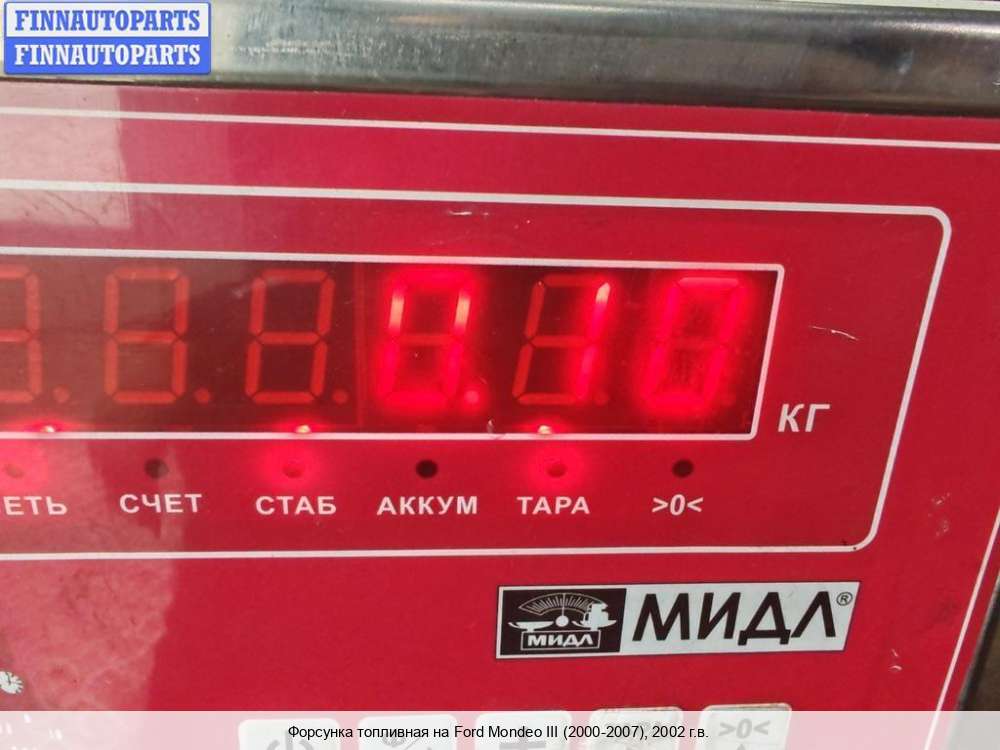 FINNAUTOPARTS
FINNAUTOPARTS
0.10
КГ
СЧЕТ СТАБ АККУМ ТАРА >0<
МИДЛ МИДЛ®
>0<
Форсунка топливная на Ford Mondeo III (2000-2007), 2002 г.в.